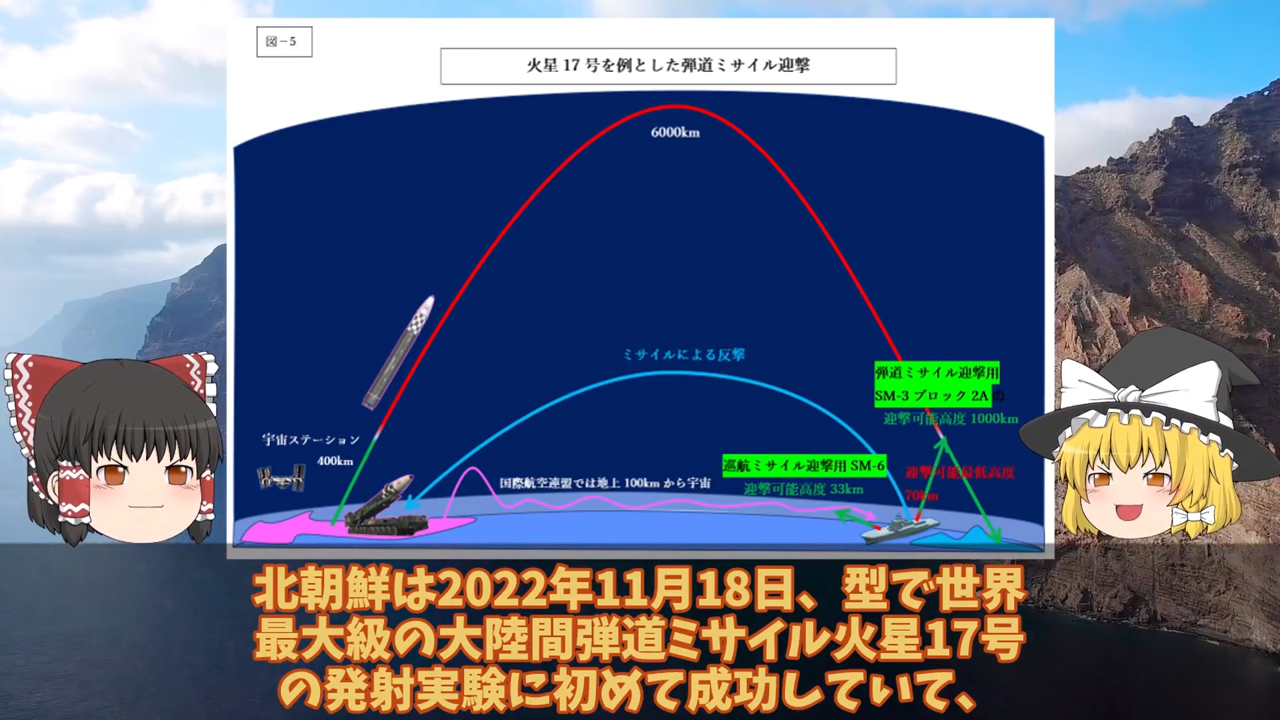 図－5
火星 17 号を例とした弾道ミサイル迎撃
6000km
ミサイルによる反撃
弾道ミサイル迎撃用
SM-3 ブロック 2A の
迎撃可能高度 1000km
宇宙ステーション
400km
国際航空連盟では地上 100km から宇宙
巡航ミサイル迎撃用 SM-6
迎撃可能高度 33km
迎撃可能最低高度
70km
北朝鮮は2022年11月18日、型で世界
最大級の大陸間弾道ミサイル火星17号
の発射実験に初めて成功していて、